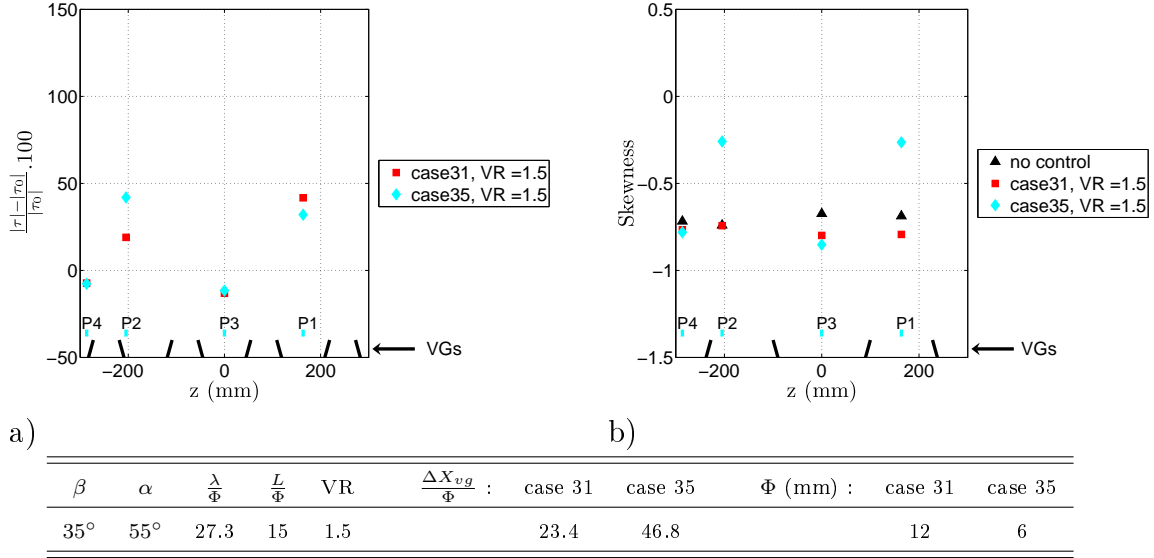 150
100
50
0
−50
−200
0
200
z (mm)
|τ|−|τ0| / |τ0| .100
P4
P2
P3
P1
VGs
case31, VR =1.5
case35, VR =1.5
a)
0.5
0
−0.5
−1
−1.5
−200
0
200
z (mm)
Skewness
P4
P2
P3
P1
VGs
no control
case31, VR =1.5
case35, VR =1.5
b)
β α λ/Φ L/Φ VR ΔX_vg/Φ : case 31 case 35 Φ (mm) : case 31 case 35
35° 55° 27.3 15 1.5 23.4 46.8 12 6